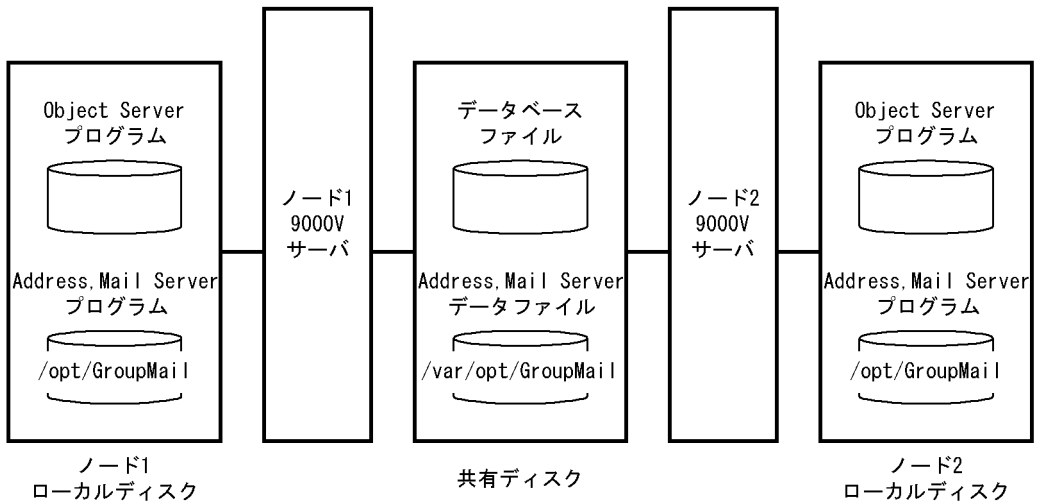 Object Server
プログラム
Address,Mail Server
プログラム
/opt/GroupMail
ノード1
ローカルディスク
ノード1
9000V
サーバ
データベース
ファイル
Address,Mail Server
データファイル
/var/opt/GroupMail
共有ディスク
ノード2
9000V
サーバ
Object Server
プログラム
Address,Mail Server
プログラム
/opt/GroupMail
ノード2
ローカルディスク